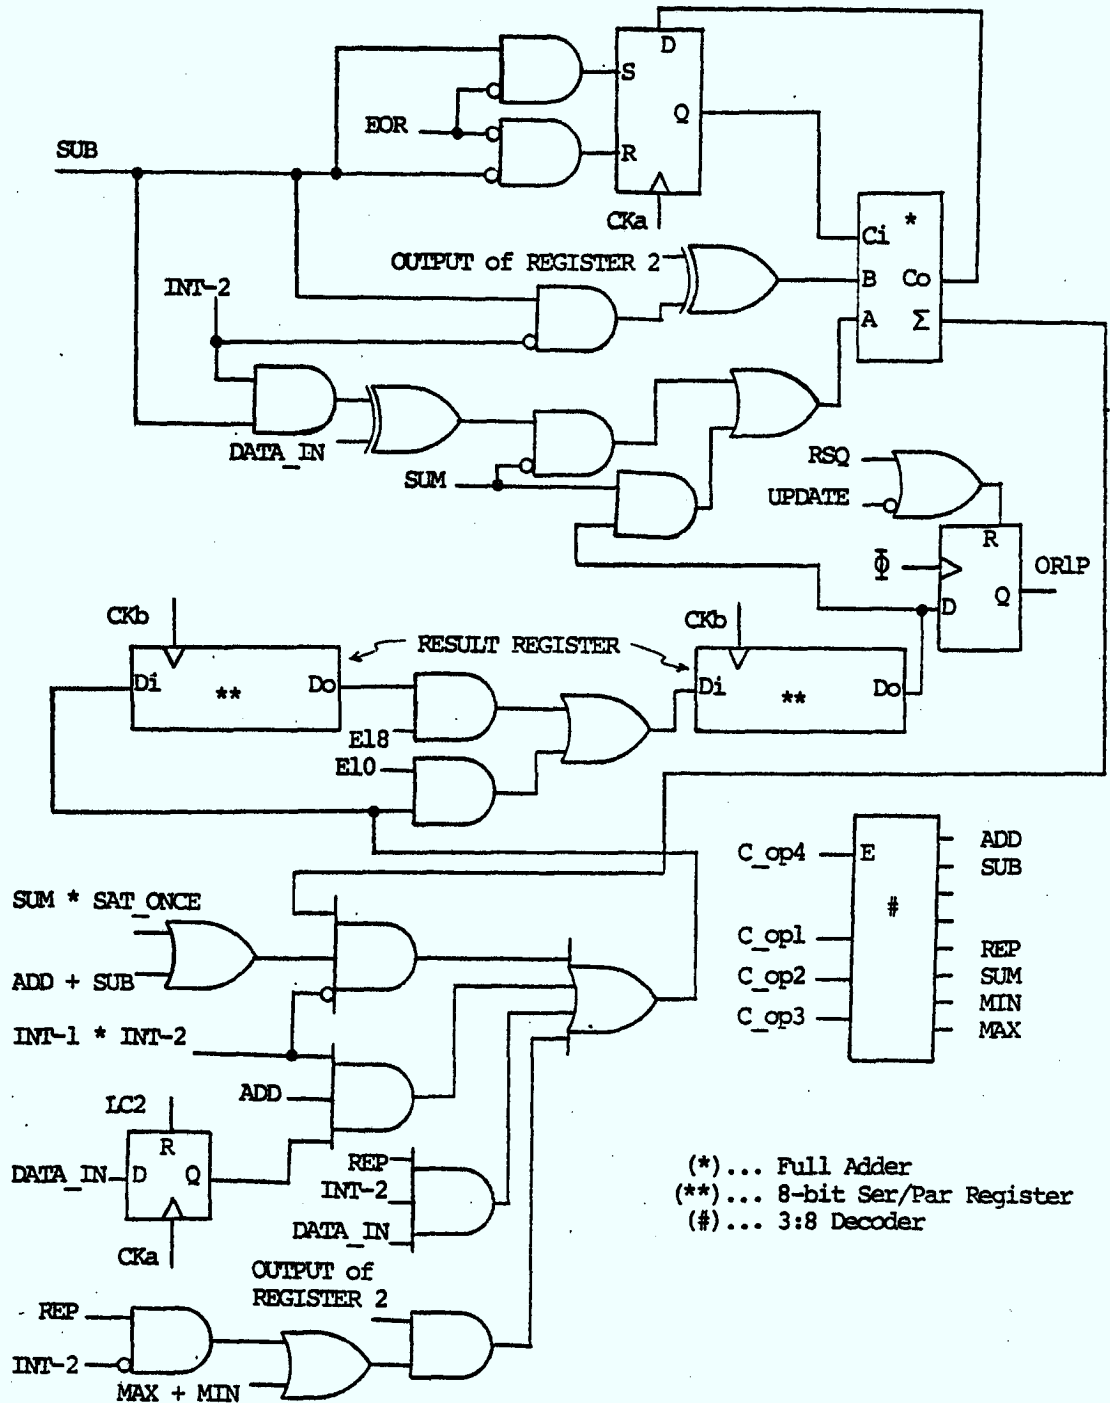 D
S
Q
EOR
R
SUB
CKa
*
Ci
OUTPUT of REGISTER 2
B
Co
INT-2
A
Σ
DATA_IN
RSQ
SUM
UPDATE
R
Φ
OR1P
Q
D
CKb
CKb
RESULT REGISTER
Di
**
Do
Di
**
Do
E18
E10
C_op4
E
ADD
SUB
SUM * SAT_ONCE
#
C_op1
REP
ADD + SUB
C_op2
SUM
C_op3
MIN
MAX
INT-1 * INT-2
ADD
LC2
R
DATA_IN
D
Q
REP
INT-2
DATA_IN
(*)... Full Adder
(**)... 8-bit Ser/Par Register
(#)... 3:8 Decoder
CKa
OUTPUT of
REGISTER 2
REP
INT-2
MAX + MIN